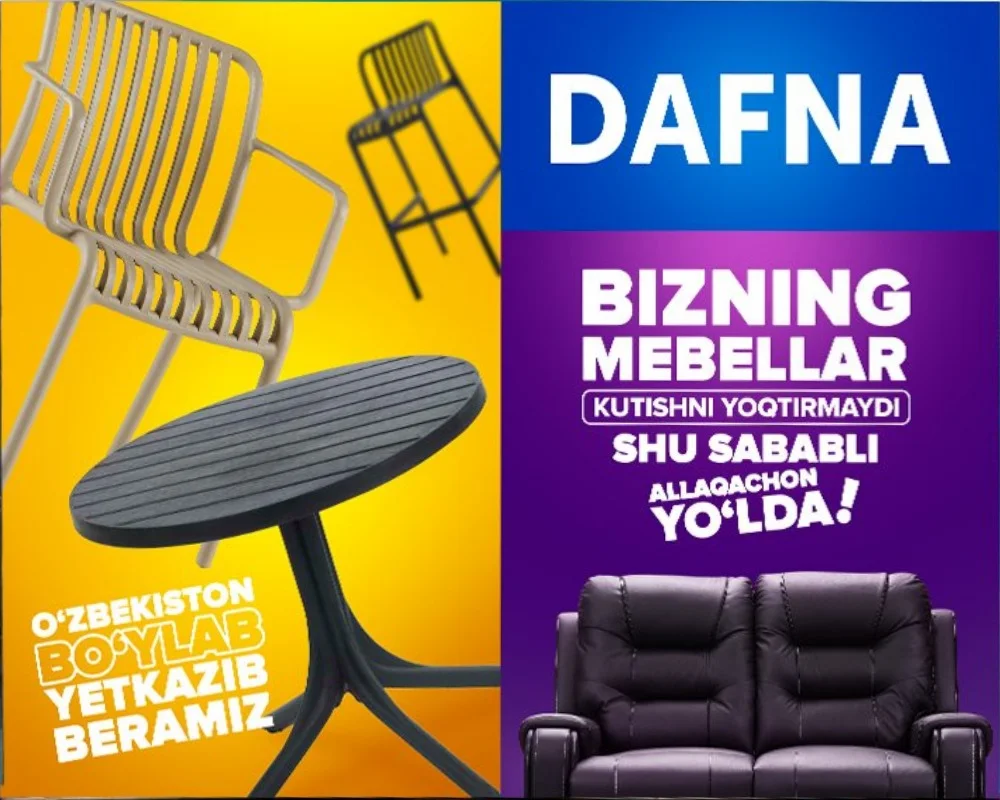 DAFNA
BIZNING
MEBELLAR
KUTISHNI YOQTIRMAYDI
SHU SABABLI
ALLAQACHON
YO‘LDA!
O‘ZBEKISTON
BO‘YLAB
YETKAZIB
BERAMIZ